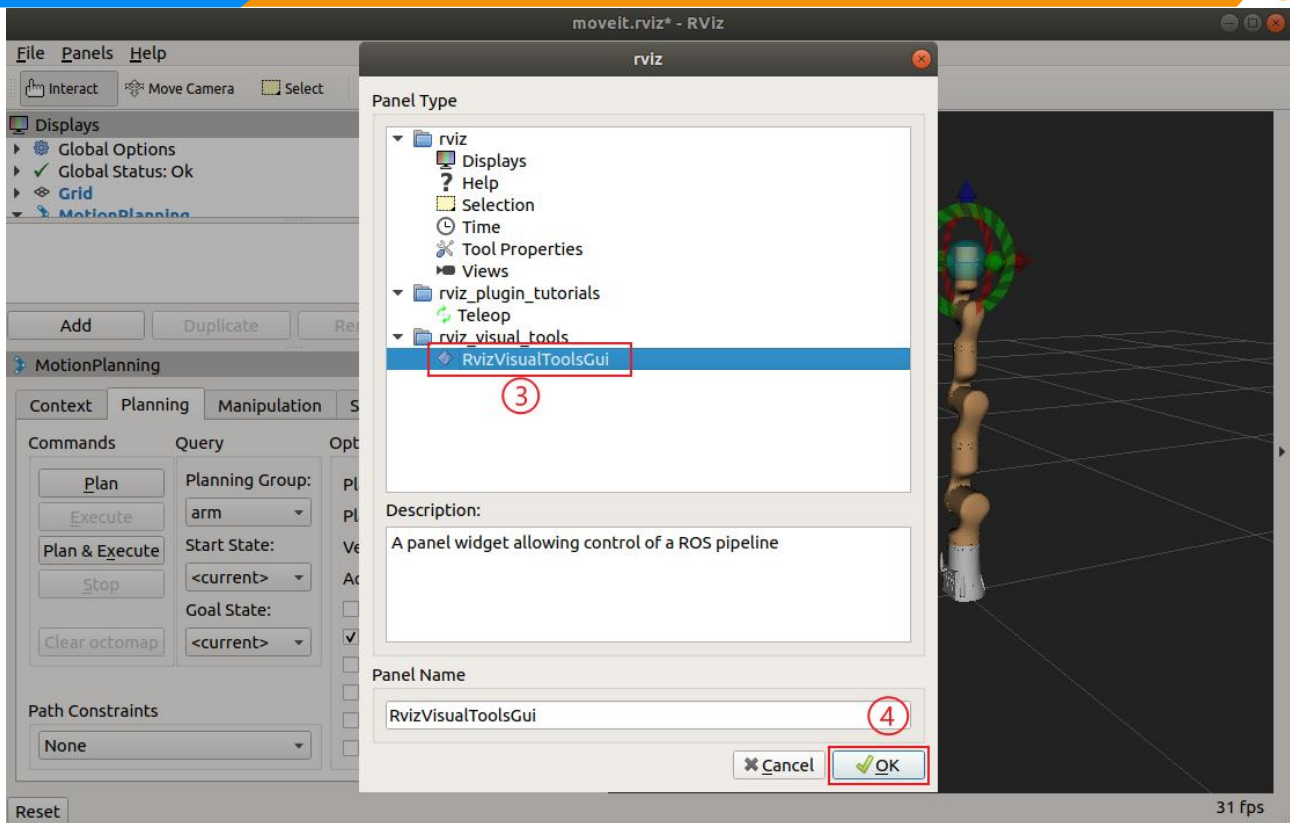 moveit.rviz* - RViz
File Panels Help
Interact Move Camera Select
Displays
Global Options
Global Status: Ok
Grid
MotionPlanning
Add Duplicate
MotionPlanning
Context Planning Manipulation
Commands
Plan
Execute
Plan & Execute
Stop
Clear octomap
Query
Planning Group:
arm
Start State:
<current>
Goal State:
<current>
Path Constraints
None
Reset
rviz
Panel Type
rviz
Displays
? Help
Selection
Time
Tool Properties
Views
rviz_plugin_tutorials
Teleop
rviz_visual_tools
RvizVisualToolsGui
3
Description:
A panel widget allowing control of a ROS pipeline
Panel Name
RvizVisualToolsGui
4
Cancel OK
31 fps